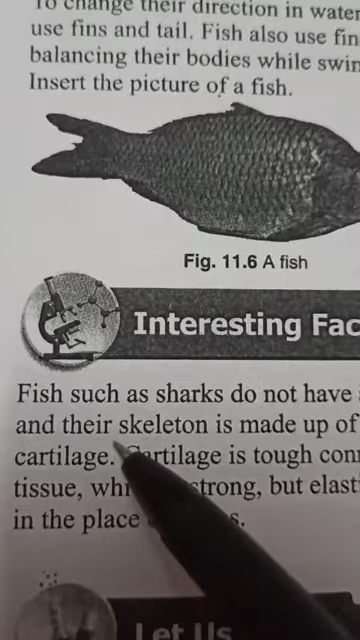 To change their direction in water
use fins and tail. Fish also use fin
balancing their bodies while swim
Insert the picture of a fish.
Fig. 11.6 A fish
Interesting Fac
Fish such as sharks do not have
and their skeleton is made up of
cartilage. Cartilage is tough con
tissue, whi strong, but elast
in the place
Let Us